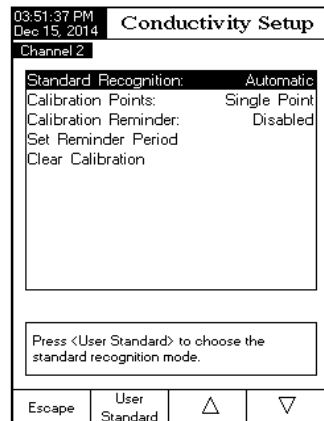 03:51:37 PM
Dec 15, 2014
Conductivity Setup
Channel 2
Standard Recognition: Automatic
Calibration Points: Single Point
Calibration Reminder: Disabled
Set Reminder Period
Clear Calibration
Press <User Standard> to choose the
standard recognition mode.
Escape
User
Standard